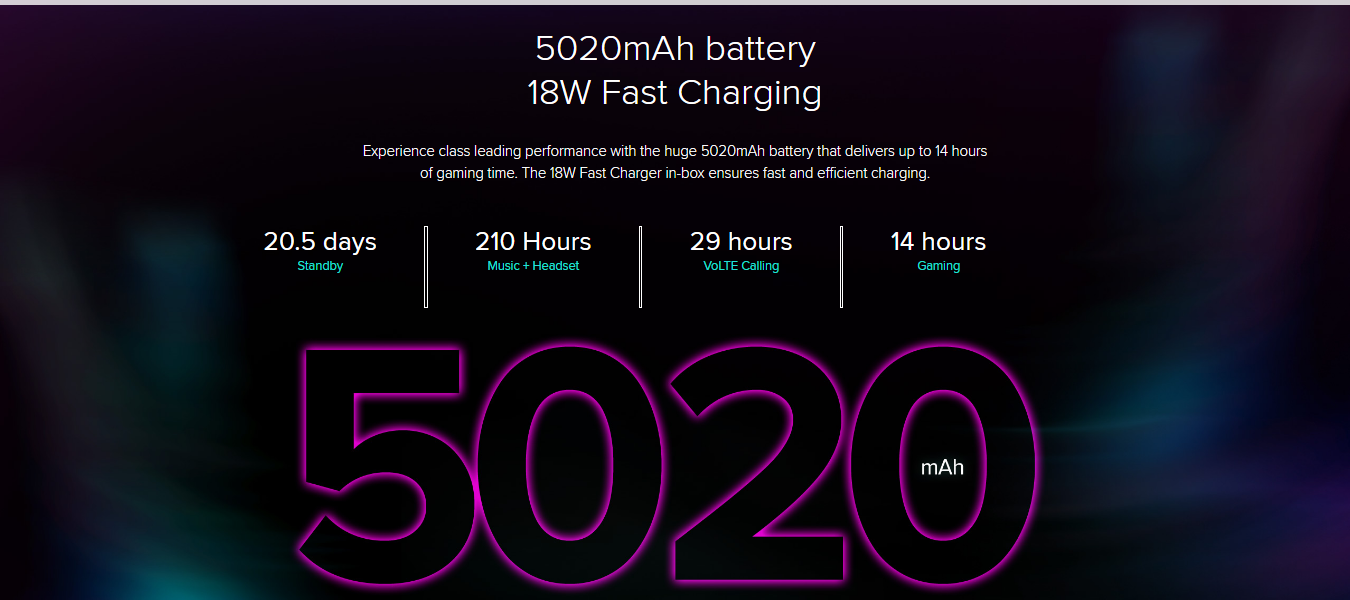 5020mAh battery
18W Fast Charging
Experience class leading performance with the huge 5020mAh battery that delivers up to 14 hours
of gaming time. The 18W Fast Charger in-box ensures fast and efficient charging.
20.5 days
Standby
210 Hours
Music + Headset
29 hours
VoLTE Calling
14 hours
Gaming
5020
mAh